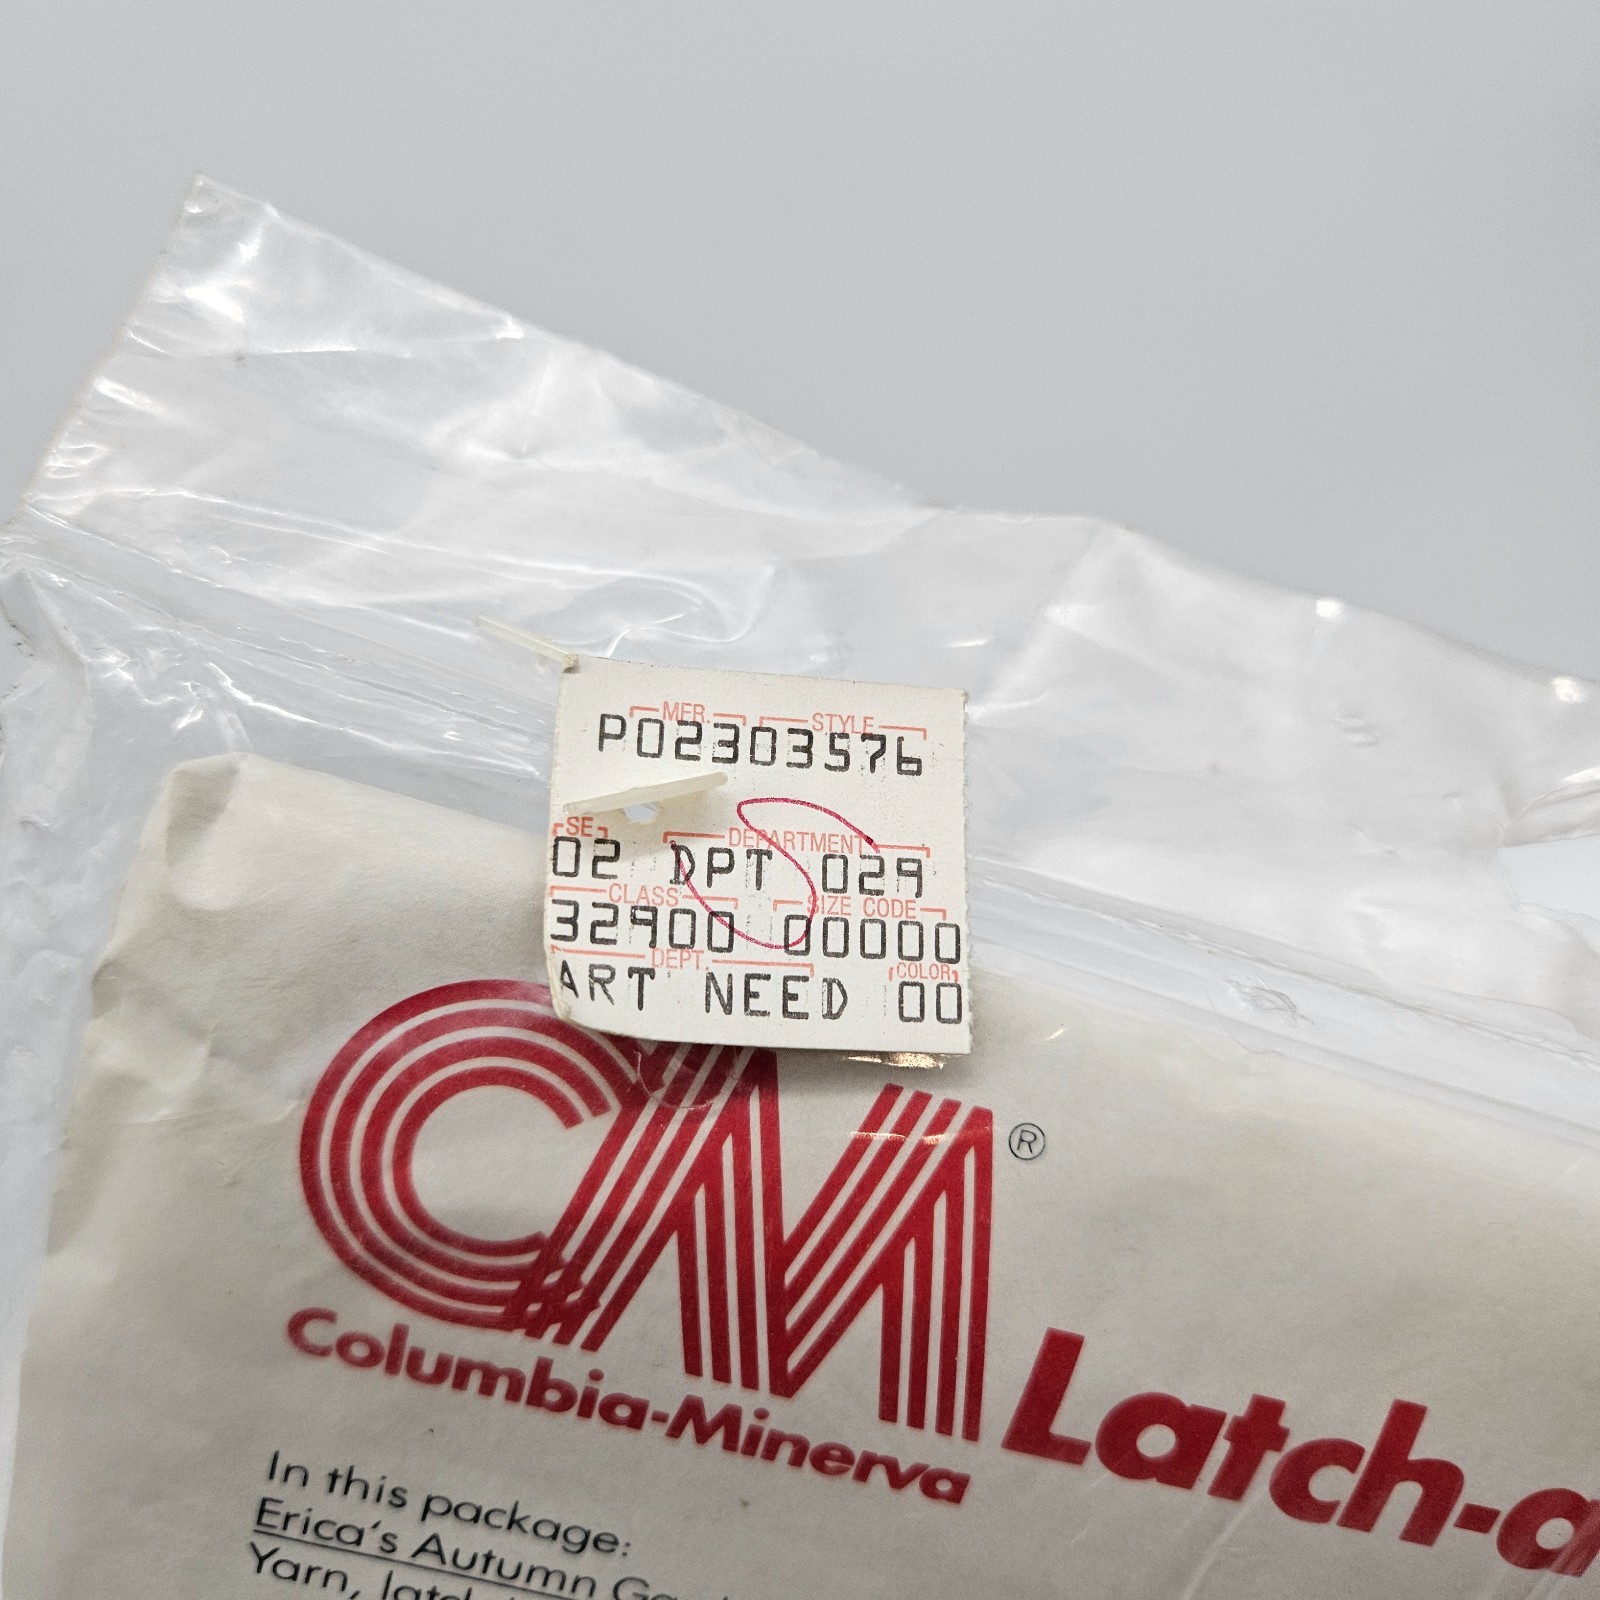 MFR. STYLE
P02303576
SE DEPARTMENT
02 DPT 029
CLASS SIZE CODE
32900 00000
DEPT. COLOR
ART NEED 00
CM®
Columbia-Minerva Latch-a
In this package:
Erica's Autumn
Yarn,